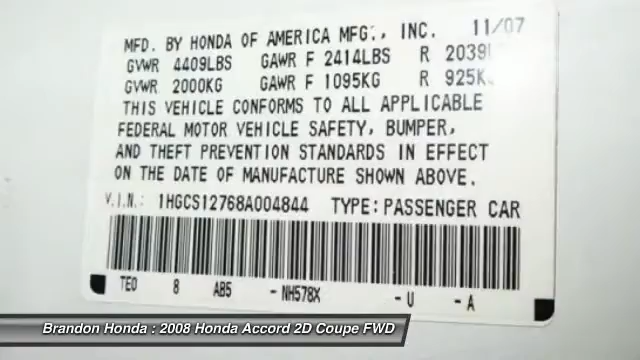 MFD. BY HONDA OF AMERICA MFG., INC. 11/07
GVWR 4409LBS GAWR F 2414LBS R 2039
GVWR 2000KG GAWR F 1095KG R 925K
THIS VEHICLE CONFORMS TO ALL APPLICABLE
FEDERAL MOTOR VEHICLE SAFETY, BUMPER,
AND THEFT PREVENTION STANDARDS IN EFFECT
ON THE DATE OF MANUFACTURE SHOWN ABOVE.
V.I.N.: 1HGCS12768A004844 TYPE:PASSENGER CAR
TEO 8 AB5 -NH578X -U -A
Brandon Honda : 2008 Honda Accord 2D Coupe FWD